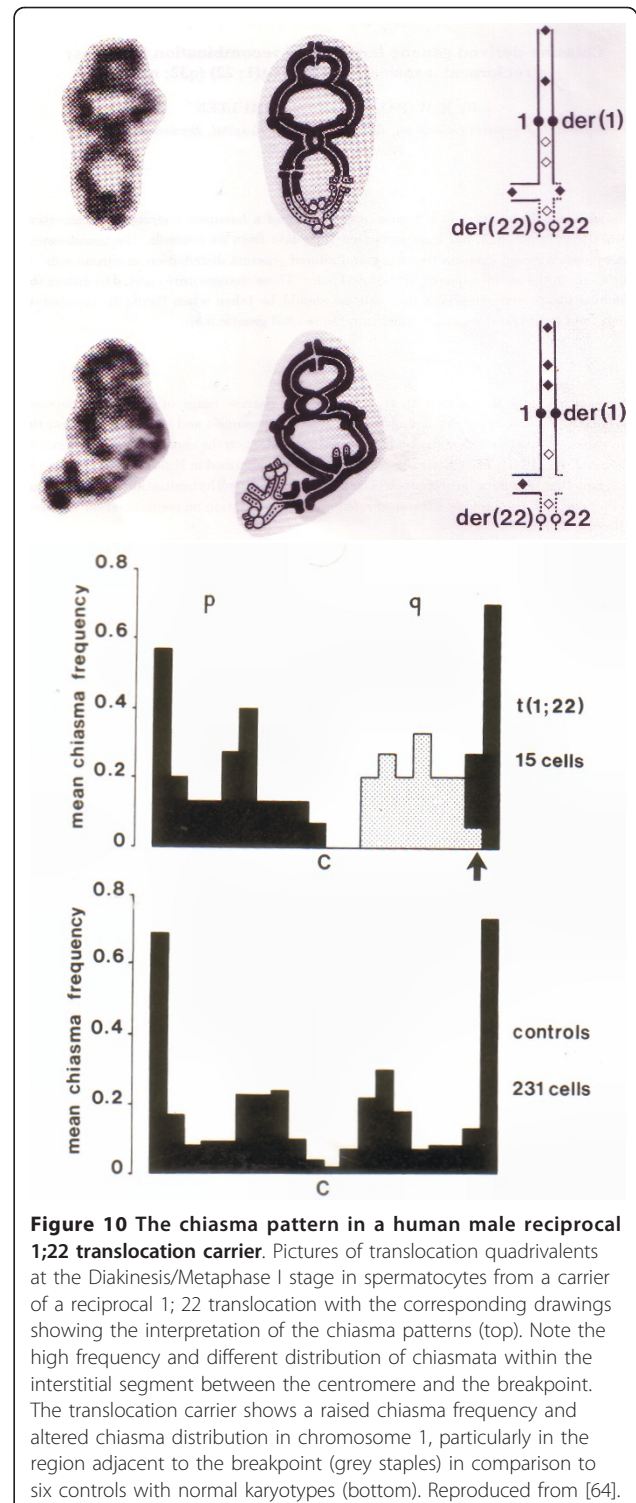 1 der(1)
der(22) 22
1 der(1)
der(22) 22
0.8
p q
0.6
mean chiasma frequency
0.4
t(1;22)
0.2
15 cells
0
C
0.8
mean chiasma frequency
0.6
0.4
controls
0.2
231 cells
0
C
Figure 10 The chiasma pattern in a human male reciprocal
1;22 translocation carrier. Pictures of translocation quadrivalents
at the Diakinesis/Metaphase I stage in spermatocytes from a carrier
of a reciprocal 1; 22 translocation with the corresponding drawings
showing the interpretation of the chiasma patterns (top). Note the
high frequency and different distribution of chiasmata within the
interstitial segment between the centromere and the breakpoint.
The translocation carrier shows a raised chiasma frequency and
altered chiasma distribution in chromosome 1, particularly in the
region adjacent to the breakpoint (grey staples) in comparison to
six controls with normal karyotypes (bottom). Reproduced from [64].